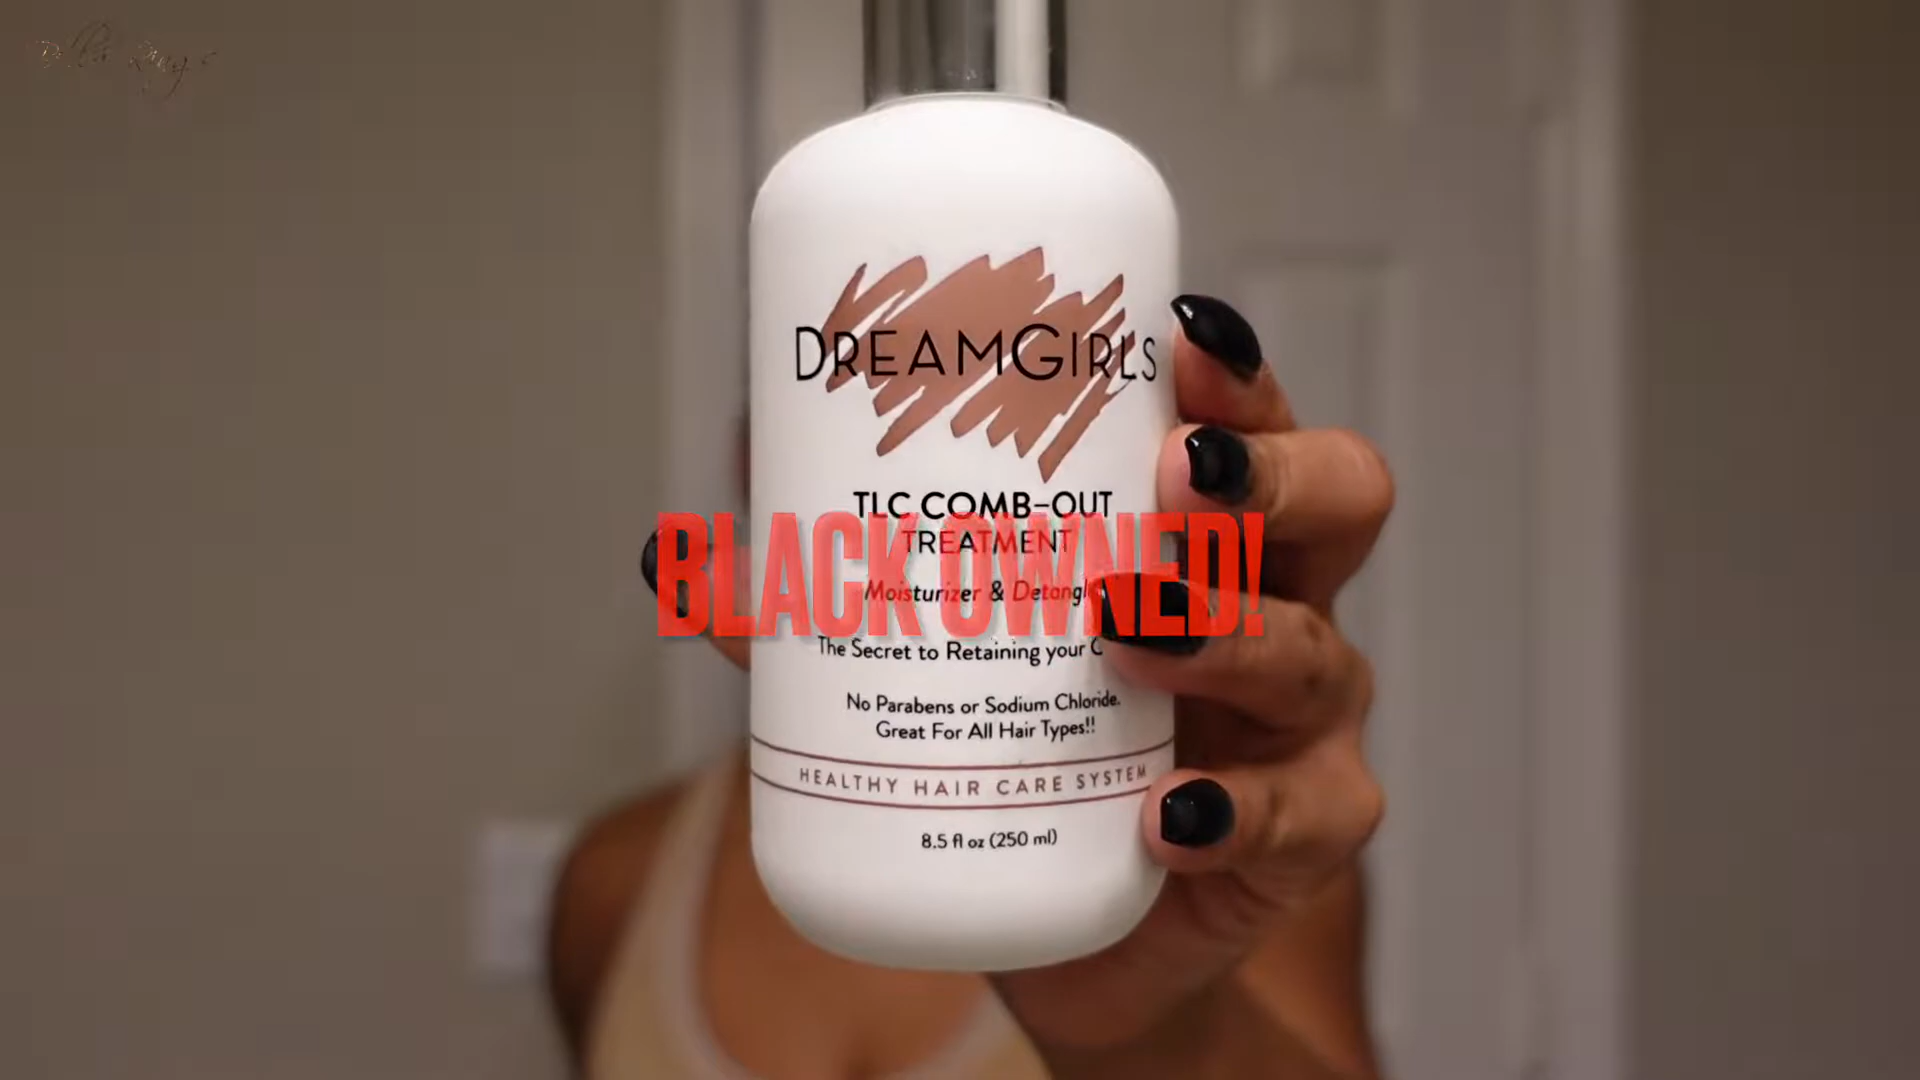 DREAMGIRLS
TLC COMB-OUT
TREATMENT
BLACK OWNED!
Moisturizer &
The Secret to Retaining your
No Parabens or Sodium Chloride.
Great For All Hair Types!!
HEALTHY HAIR CARE SYSTEM
8.5 fl oz (250 ml)